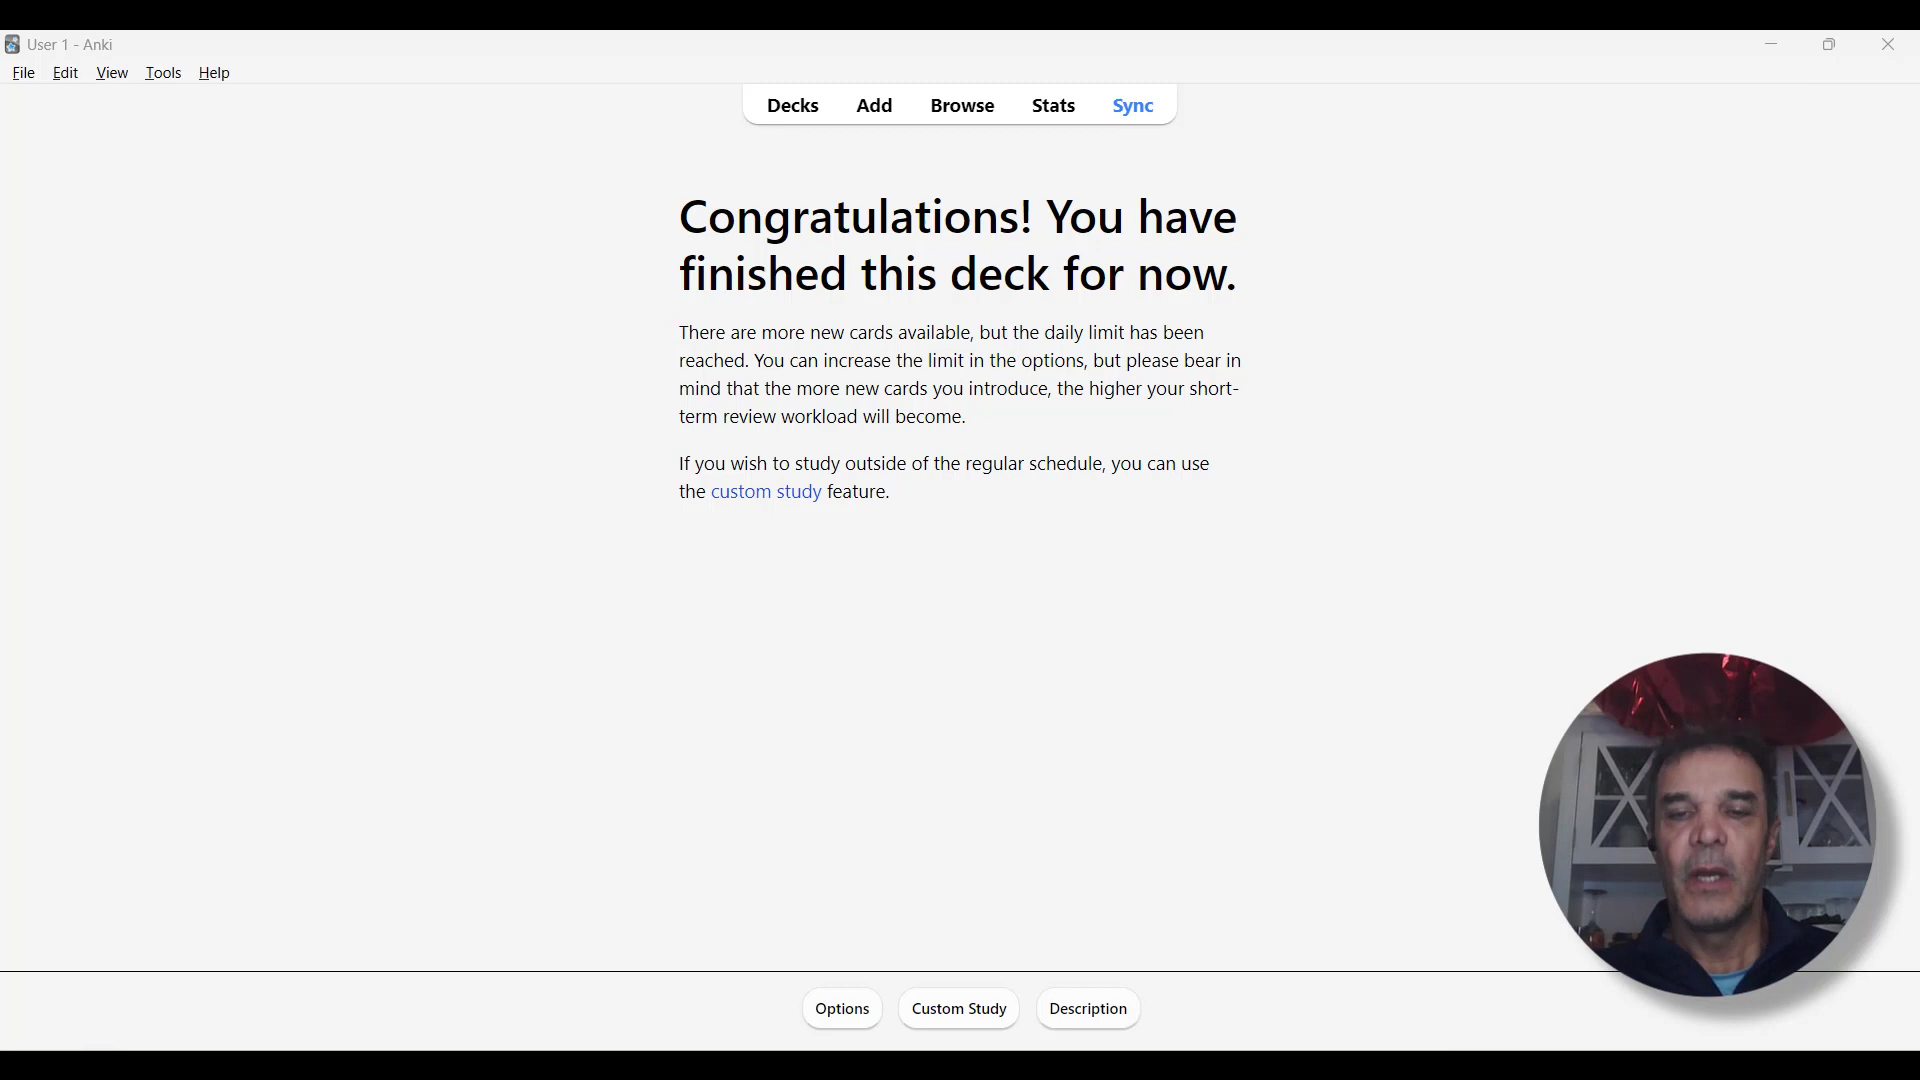 User 1 - Anki
File Edit View Tools Help
Decks Add Browse Stats Sync
Congratulations! You have
finished this deck for now.
There are more new cards available, but the daily limit has been
reached. You can increase the limit in the options, but please bear in
mind that the more new cards you introduce, the higher your short-
term review workload will become.
If you wish to study outside of the regular schedule, you can use
the custom study feature.
Options Custom Study Description